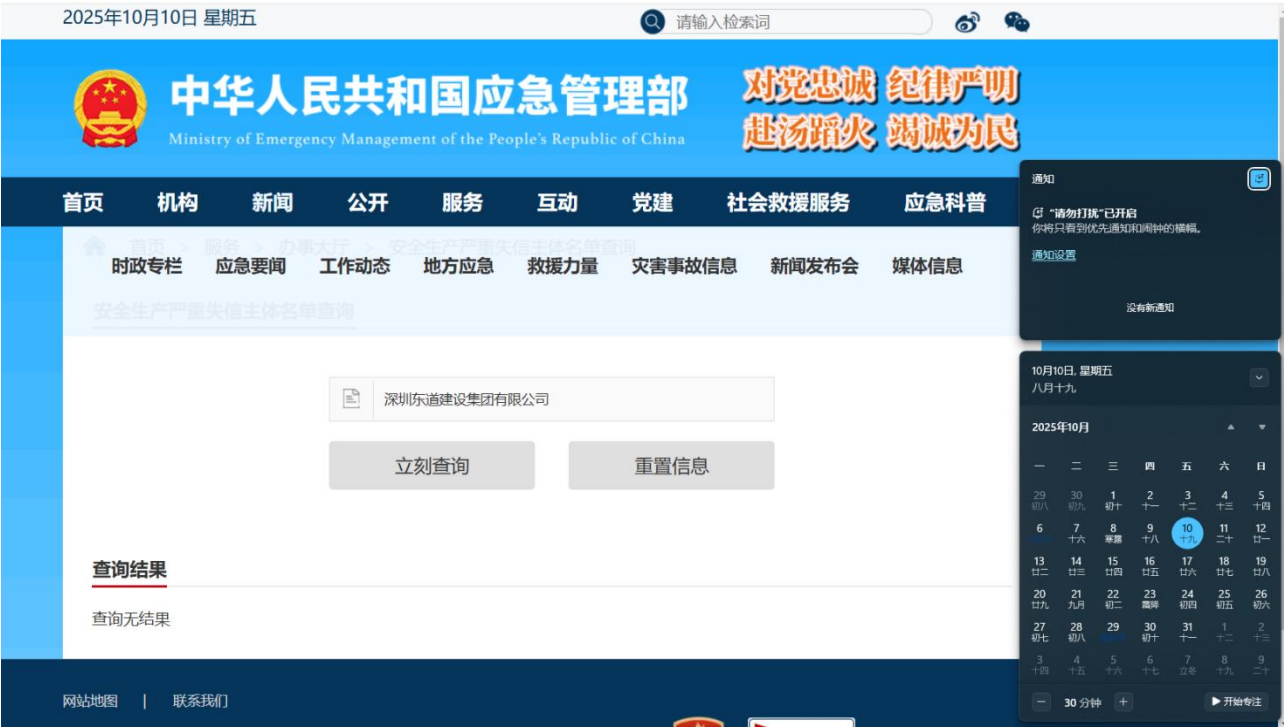 2025年10月10日 星期五
请输入检索词
中华人民共和国应急管理部
Ministry of Emergency Management of the People's Republic of China
对党忠诚 纪律严明
赴汤蹈火 竭诚为民
首页 机构 新闻 公开 服务 互动 党建 社会救援服务 应急科普
首页 > 服务 > 办事大厅 > 安全生产严重失信主体名单查询
时政专栏 应急要闻 工作动态 地方应急 救援力量 灾害事故信息 新闻发布会 媒体信息
安全生产严重失信主体名单查询
深圳东道建设集团有限公司
立刻查询 重置信息
查询结果
查询无结果
网站地图 | 联系我们
通知
“请勿打扰”已开启
你将只看到优先通知和闹钟的横幅。
通知设置
没有新通知
10月10日, 星期五
八月十九
2025年10月
一 二 三 四 五 六 日
29 30 1 2 3 4 5
初八 初九 初十 十一 十二 十三 十四
6 7 8 9 10 11 12
十六 寒露 十八 十九 二十 廿一
13 14 15 16 17 18 19
廿二 廿三 廿四 廿五 廿六 廿七 廿八
20 21 22 23 24 25 26
廿九 九月 初二 霜降 初四 初五 初六
27 28 29 30 31 1 2
初七 初八 初十 十一 十二 十三
3 4 5 6 7 8 9
十四 十五 十六 十七 立冬 十九 二十
30 分钟
开始专注